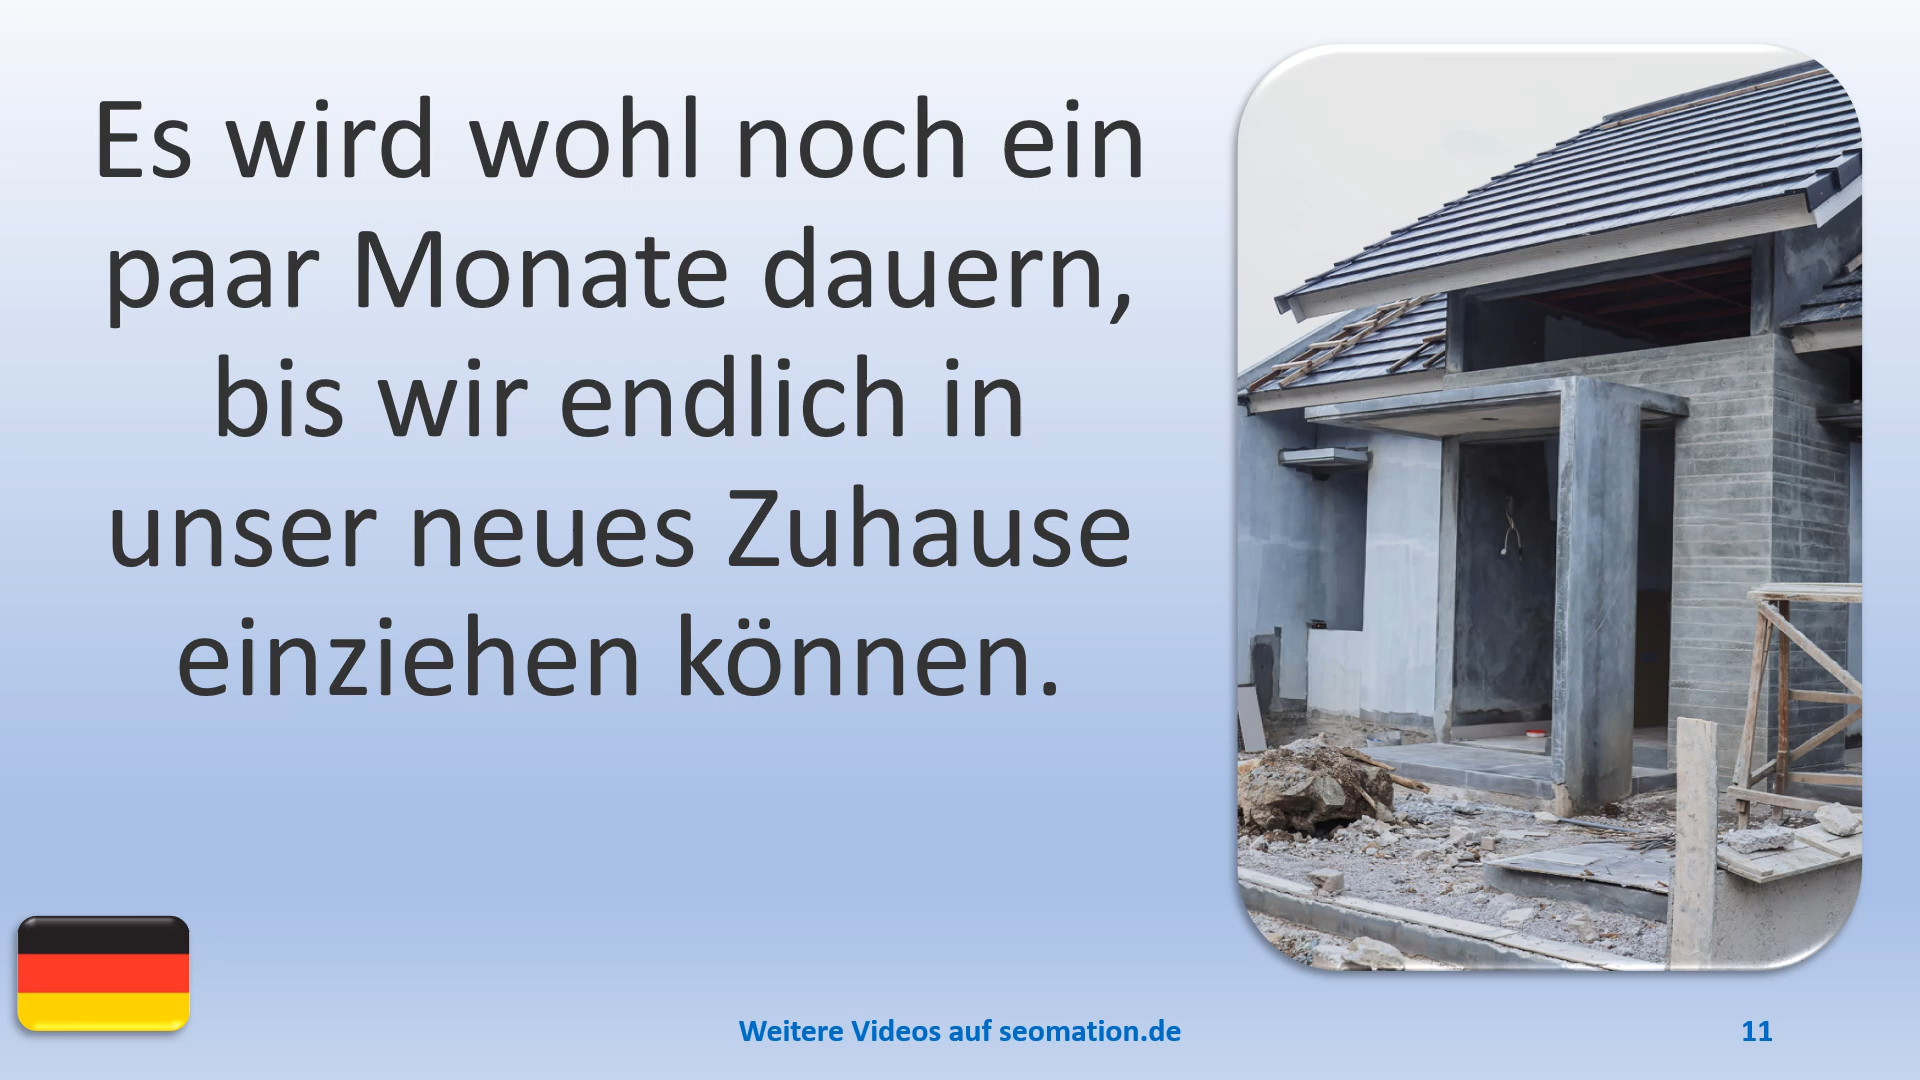 Es wird wohl noch ein
paar Monate dauern,
bis wir endlich in
unser neues Zuhause
einziehen können.
Weitere Videos auf seomation.de
11